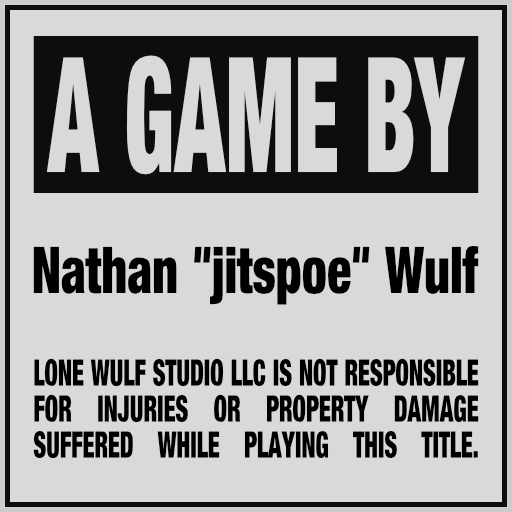 A GAME BY
Nathan "jitspoe" Wulf
LONE WULF STUDIO LLC IS NOT RESPONSIBLE
FOR INJURIES OR PROPERTY DAMAGE
SUFFERED WHILE PLAYING THIS TITLE.